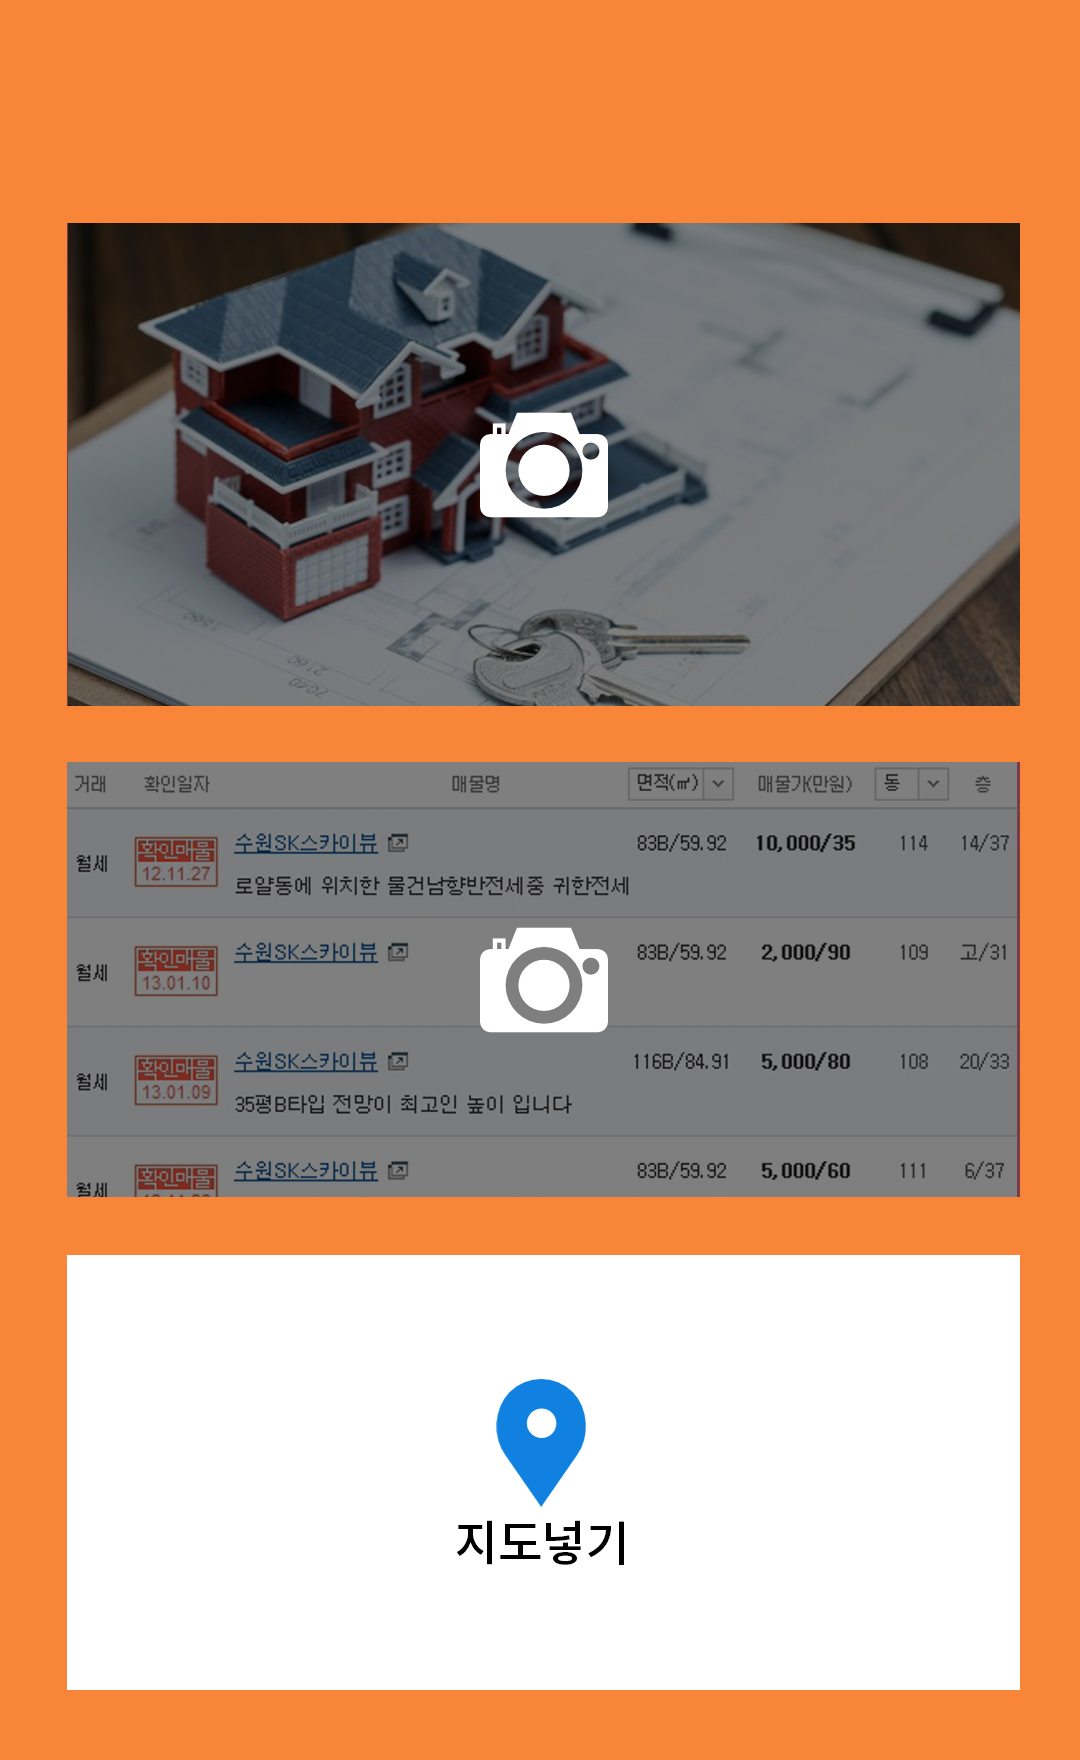 1560
2160
7040
거래 확인일자 매물명 면적(㎡) 매물가(만원) 동 층
월세 확인매물 12.11.27 수원SK스카이뷰 83B/59.92 10,000/35 114 14/37
로얄동에 위치한 물건남향반전세중 귀한전세
월세 확인매물 13.01.10 수원SK스카이뷰 83B/59.92 2,000/90 109 고/31
월세 확인매물 13.01.09 수원SK스카이뷰 116B/84.91 5,000/80 108 20/33
35평B타입 전망이 최고인 높이 입니다
월세 확인매물 수원SK스카이뷰 83B/59.92 5,000/60 111 6/37
지도넣기